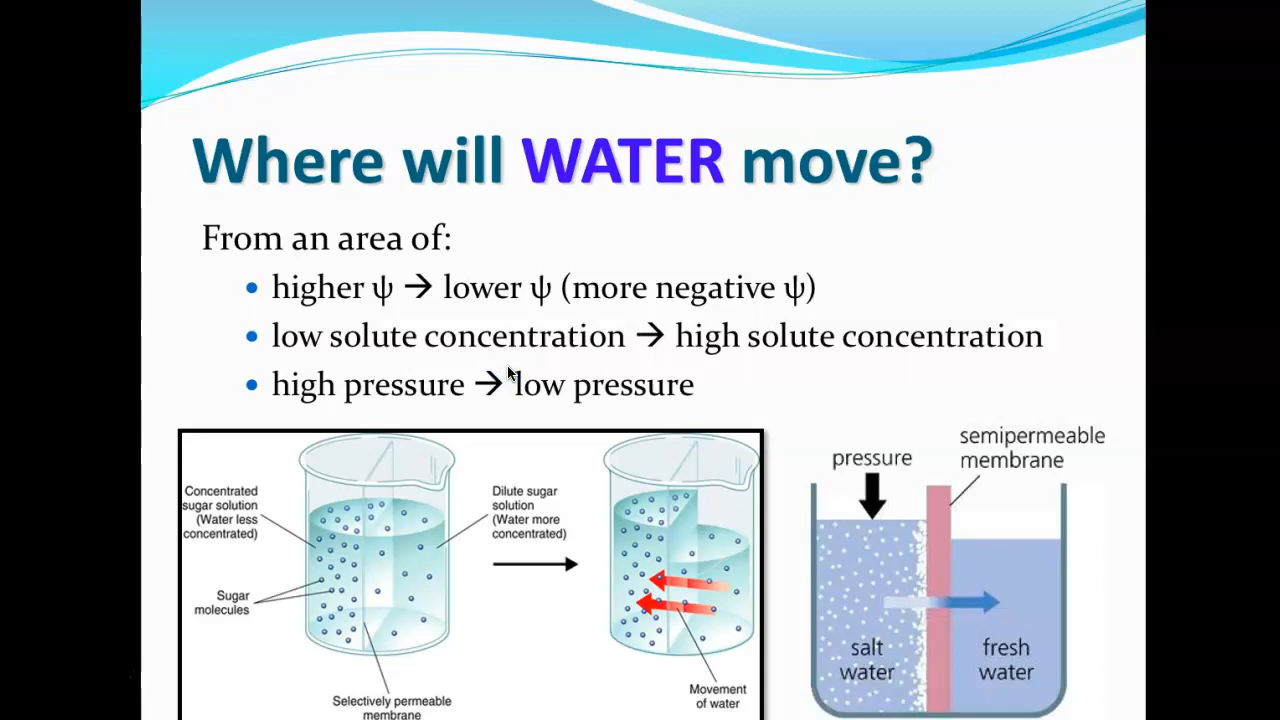 Where will WATER move?
From an area of:
• higher ψ → lower ψ (more negative ψ)
• low solute concentration → high solute concentration
• high pressure → low pressure
Concentrated
sugar solution
(Water less
concentrated)
Sugar
molecules
Dilute sugar
solution
(Water more
concentrated)
Selectively permeable
membrane
Movement
of water
pressure
semipermeable
membrane
salt
water
fresh
water